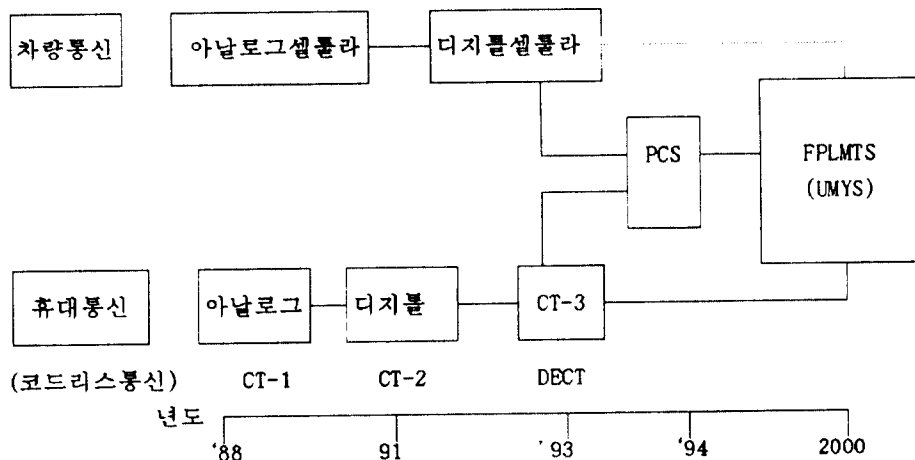 차량통신
아날로그셀룰라
디지틀셀룰라
PCS
FPLMTS
(UMYS)
휴대통신
아날로그
디지틀
CT-3
(코드리스통신)
CT-1
CT-2
DECT
년도
'88
91
'93
'94
2000